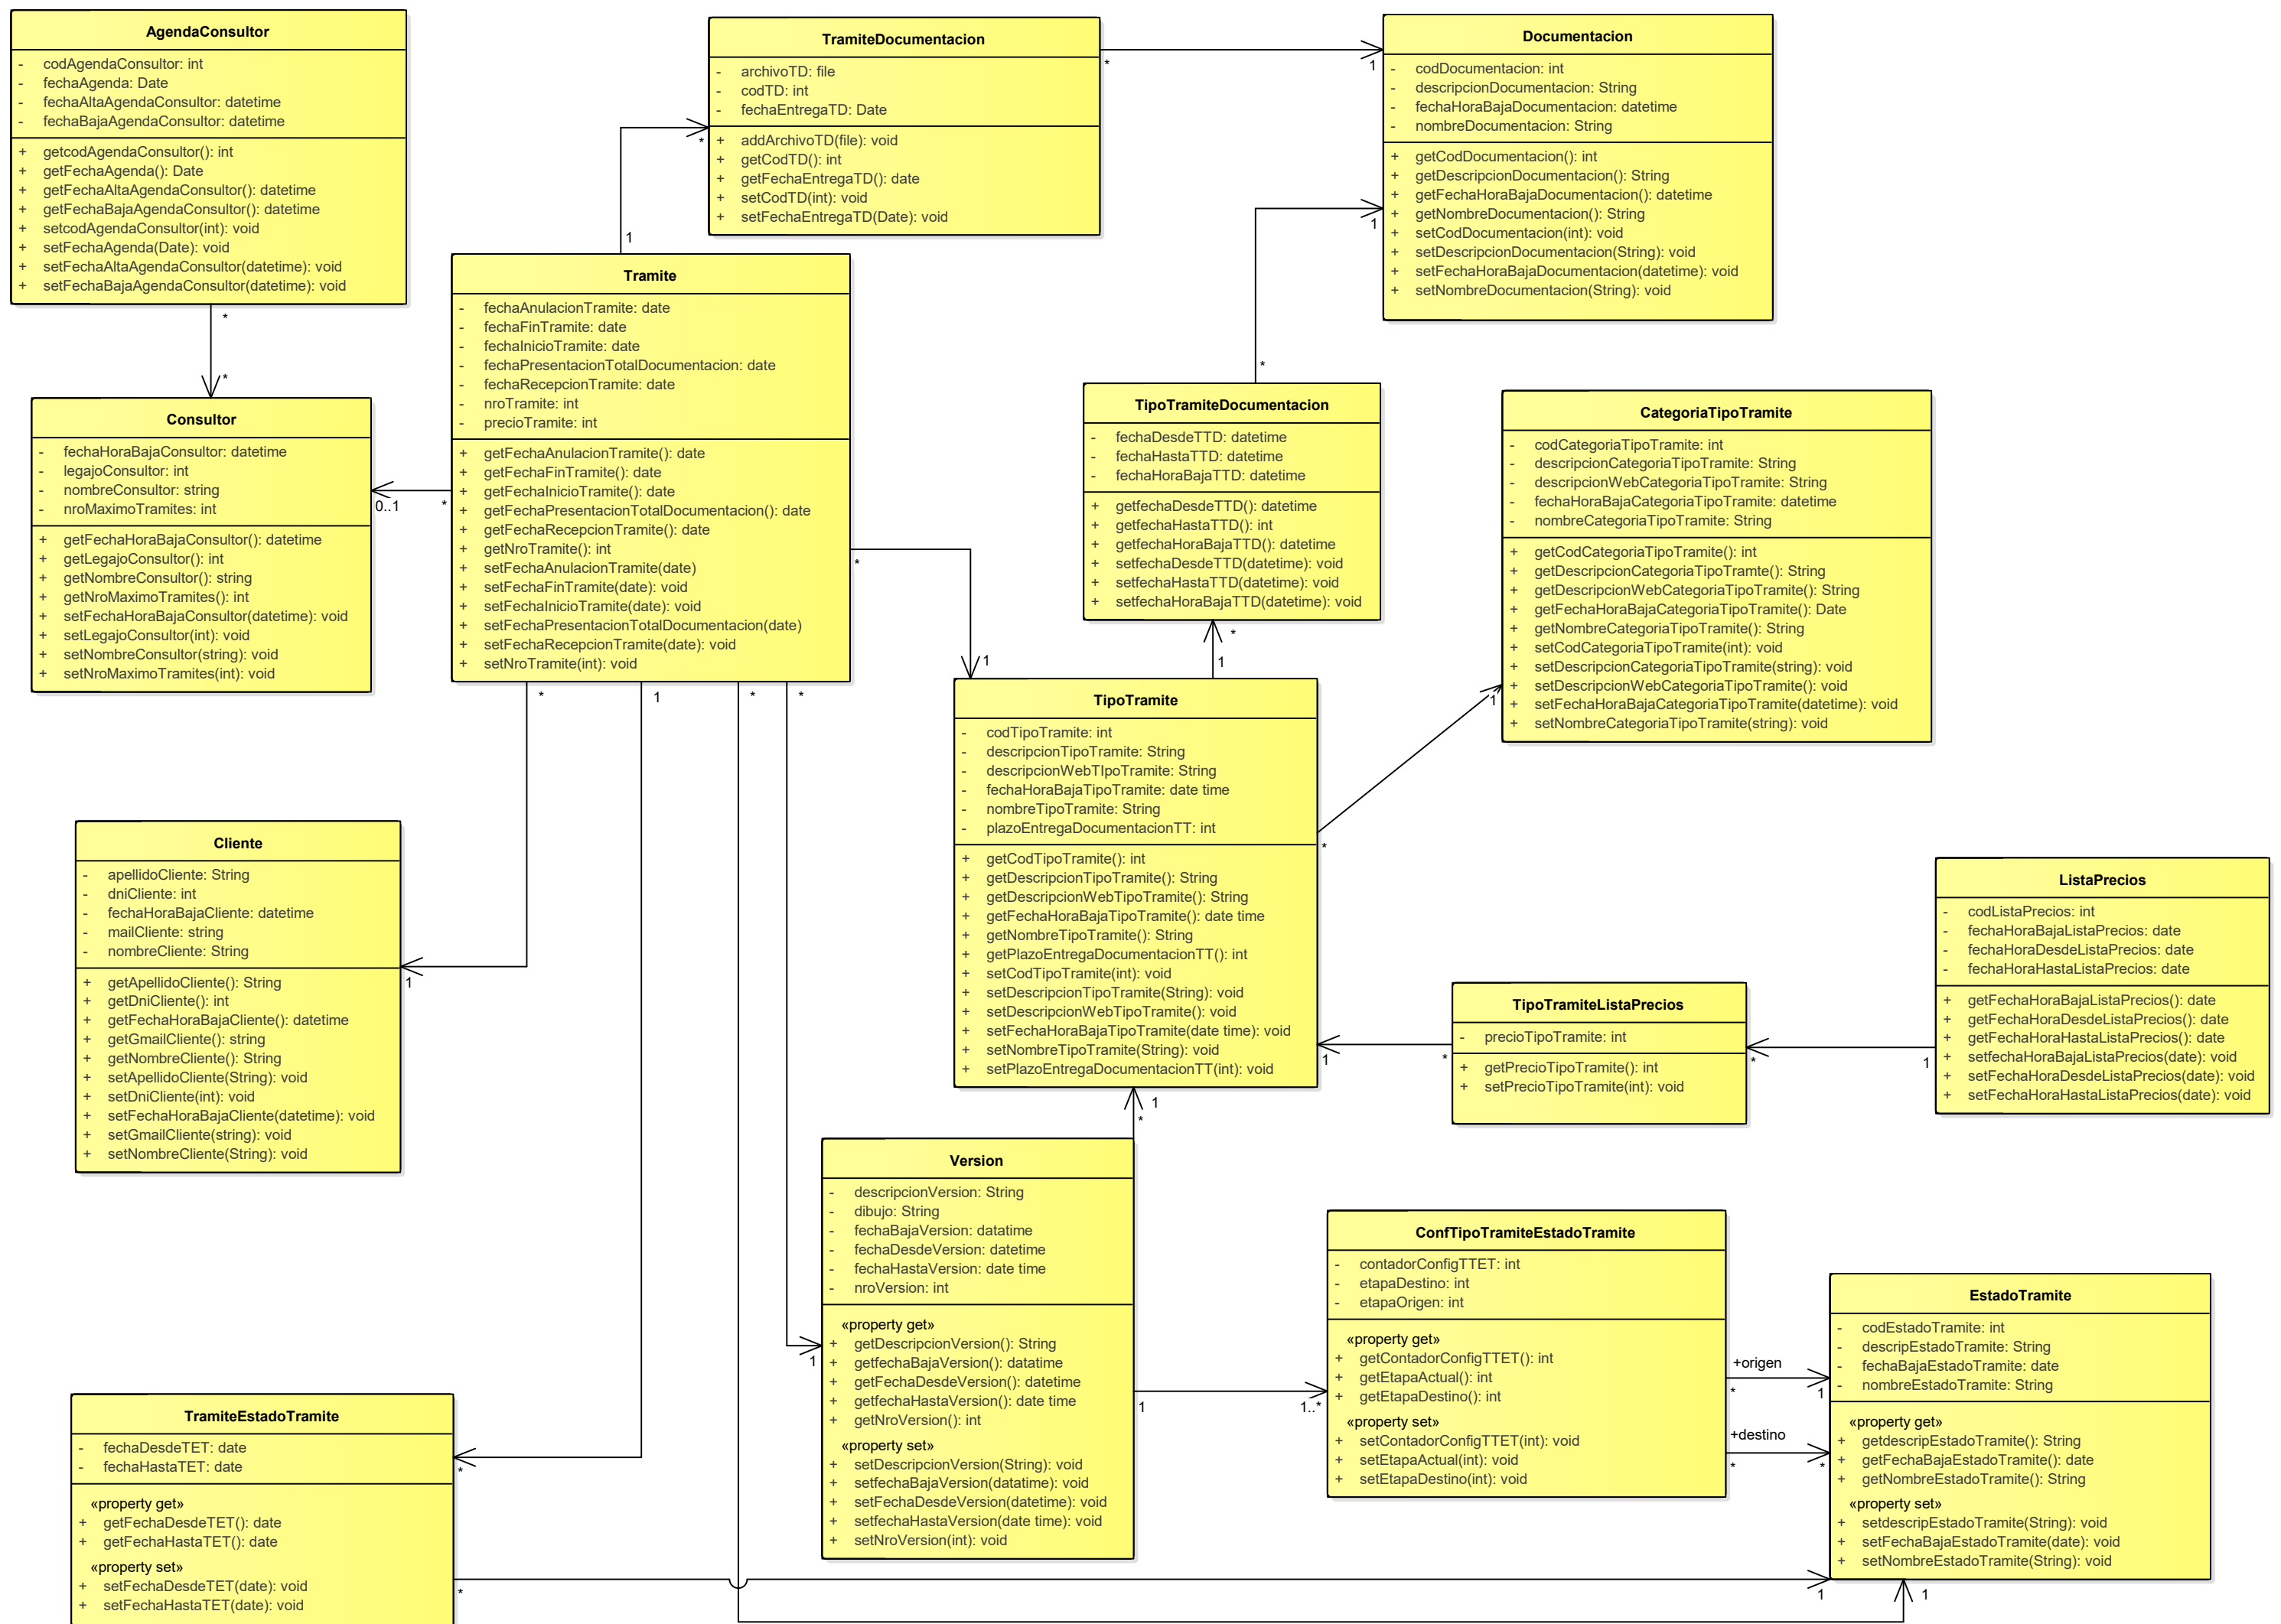 AgendaConsultor
- codAgendaConsultor: int
- fechaAgenda: Date
- fechaAltaAgendaConsultor: datetime
- fechaBajaAgendaConsultor: datetime
+ getcodAgendaConsultor(): int
+ getFechaAgenda(): Date
+ getFechaAltaAgendaConsultor(): datetime
+ getFechaBajaAgendaConsultor(): datetime
+ setcodAgendaConsultor(int): void
+ setFechaAgenda(Date): void
+ setFechaAltaAgendaConsultor(datetime): void
+ setFechaBajaAgendaConsultor(datetime): void
*
*
TramiteDocumentacion
- archivoTD: file
- codTD: int
- fechaEntregaTD: Date
+ addArchivoTD(file): void
+ getCodTD(): int
+ getFechaEntregaTD(): date
+ setCodTD(int): void
+ setFechaEntregaTD(Date): void
*
1
*
1
Documentacion
- codDocumentacion: int
- descripcionDocumentacion: String
- fechaHoraBajaDocumentacion: datetime
- nombreDocumentacion: String
+ getCodDocumentacion(): int
+ getDescripcionDocumentacion(): String
+ getFechaHoraBajaDocumentacion(): datetime
+ getNombreDocumentacion(): String
+ setCodDocumentacion(int): void
+ setDescripcionDocumentacion(String): void
+ setFechaHoraBajaDocumentacion(datetime): void
+ setNombreDocumentacion(String): void
1
*
Tramite
- fechaAnulacionTramite: date
- fechaFinTramite: date
- fechaInicioTramite: date
- fechaPresentacionTotalDocumentacion: date
- fechaRecepcionTramite: date
- nroTramite: int
- precioTramite: int
+ getFechaAnulacionTramite(): date
+ getFechaFinTramite(): date
+ getFechaInicioTramite(): date
+ getFechaPresentacionTotalDocumentacion(): date
+ getFechaRecepcionTramite(): date
+ getNroTramite(): int
+ setFechaAnulacionTramite(date)
+ setFechaFinTramite(date): void
+ setFechaInicioTramite(date): void
+ setFechaPresentacionTotalDocumentacion(date)
+ setFechaRecepcionTramite(date): void
+ setNroTramite(int): void
0..1
*
*
1
*
1
*
*
Consultor
- fechaHoraBajaConsultor: datetime
- legajoConsultor: int
- nombreConsultor: string
- nroMaximoTramites: int
+ getFechaHoraBajaConsultor(): datetime
+ getLegajoConsultor(): int
+ getNombreConsultor(): string
+ getNroMaximoTramites(): int
+ setFechaHoraBajaConsultor(datetime): void
+ setLegajoConsultor(int): void
+ setNombreConsultor(string): void
+ setNroMaximoTramites(int): void
TipoTramiteDocumentacion
- fechaDesdeTTD: datetime
- fechaHastaTTD: datetime
- fechaHoraBajaTTD: datetime
+ getfechaDesdeTTD(): datetime
+ getfechaHastaTTD(): int
+ getfechaHoraBajaTTD(): datetime
+ setfechaDesdeTTD(datetime): void
+ setfechaHastaTTD(datetime): void
+ setfechaHoraBajaTTD(datetime): void
*
1
CategoriaTipoTramite
- codCategoriaTipoTramite: int
- descripcionCategoriaTipoTramite: String
- descripcionWebCategoriaTipoTramite: String
- fechaHoraBajaCategoriaTipoTramite: datetime
- nombreCategoriaTipoTramite: String
+ getCodCategoriaTipoTramite(): int
+ getDescripcionCategoriaTipoTramte(): String
+ getDescripcionWebCategoriaTipoTramite(): String
+ getFechaHoraBajaCategoriaTipoTramite(): Date
+ getNombreCategoriaTipoTramite(): String
+ setCodCategoriaTipoTramite(int): void
+ setDescripcionCategoriaTipoTramite(string): void
+ setDescripcionWebCategoriaTipoTramite(): void
+ setFechaHoraBajaCategoriaTipoTramite(datetime): void
+ setNombreCategoriaTipoTramite(string): void
1
*
TipoTramite
- codTipoTramite: int
- descripcionTipoTramite: String
- descripcionWebTIpoTramite: String
- fechaHoraBajaTipoTramite: date time
- nombreTipoTramite: String
- plazoEntregaDocumentacionTT: int
+ getCodTipoTramite(): int
+ getDescripcionTipoTramite(): String
+ getDescripcionWebTipoTramite(): String
+ getFechaHoraBajaTipoTramite(): date time
+ getNombreTipoTramite(): String
+ getPlazoEntregaDocumentacionTT(): int
+ setCodTipoTramite(int): void
+ setDescripcionTipoTramite(String): void
+ setDescripcionWebTipoTramite(): void
+ setFechaHoraBajaTipoTramite(date time): void
+ setNombreTipoTramite(String): void
+ setPlazoEntregaDocumentacionTT(int): void
1
*
1
*
*
1
Cliente
- apellidoCliente: String
- dniCliente: int
- fechaHoraBajaCliente: datetime
- mailCliente: string
- nombreCliente: String
+ getApellidoCliente(): String
+ getDniCliente(): int
+ getFechaHoraBajaCliente(): datetime
+ getGmailCliente(): string
+ getNombreCliente(): String
+ setApellidoCliente(String): void
+ setDniCliente(int): void
+ setFechaHoraBajaCliente(datetime): void
+ setGmailCliente(string): void
+ setNombreCliente(String): void
1
TipoTramiteListaPrecios
- precioTipoTramite: int
+ getPrecioTipoTramite(): int
+ setPrecioTipoTramite(int): void
ListaPrecios
- codListaPrecios: int
- fechaHoraBajaListaPrecios: date
- fechaHoraDesdeListaPrecios: date
- fechaHoraHastaListaPrecios: date
+ getFechaHoraBajaListaPrecios(): date
+ getFechaHoraDesdeListaPrecios(): date
+ getFechaHoraHastaListaPrecios(): date
+ setfechaHoraBajaListaPrecios(date): void
+ setFechaHoraDesdeListaPrecios(date): void
+ setFechaHoraHastaListaPrecios(date): void
Version
- descripcionVersion: String
- dibujo: String
- fechaBajaVersion: datatime
- fechaDesdeVersion: datetime
- fechaHastaVersion: date time
- nroVersion: int
«property get»
+ getDescripcionVersion(): String
+ getfechaBajaVersion(): datatime
+ getFechaDesdeVersion(): datetime
+ getfechaHastaVersion(): date time
+ getNroVersion(): int
«property set»
+ setDescripcionVersion(String): void
+ setfechaBajaVersion(datatime): void
+ setFechaDesdeVersion(datetime): void
+ setfechaHastaVersion(date time): void
+ setNroVersion(int): void
1
1
1..*
ConfTipoTramiteEstadoTramite
- contadorConfigTTET: int
- etapaDestino: int
- etapaOrigen: int
«property get»
+ getContadorConfigTTET(): int
+ getEtapaActual(): int
+ getEtapaDestino(): int
«property set»
+ setContadorConfigTTET(int): void
+ setEtapaActual(int): void
+ setEtapaDestino(int): void
+origen
*
1
+destino
*
*
EstadoTramite
- codEstadoTramite: int
- descripEstadoTramite: String
- fechaBajaEstadoTramite: date
- nombreEstadoTramite: String
«property get»
+ getdescripEstadoTramite(): String
+ getFechaBajaEstadoTramite(): date
+ getNombreEstadoTramite(): String
«property set»
+ setdescripEstadoTramite(String): void
+ setFechaBajaEstadoTramite(date): void
+ setNombreEstadoTramite(String): void
TramiteEstadoTramite
- fechaDesdeTET: date
- fechaHastaTET: date
«property get»
+ getFechaDesdeTET(): date
+ getFechaHastaTET(): date
«property set»
+ setFechaDesdeTET(date): void
+ setFechaHastaTET(date): void
*
*
1
1